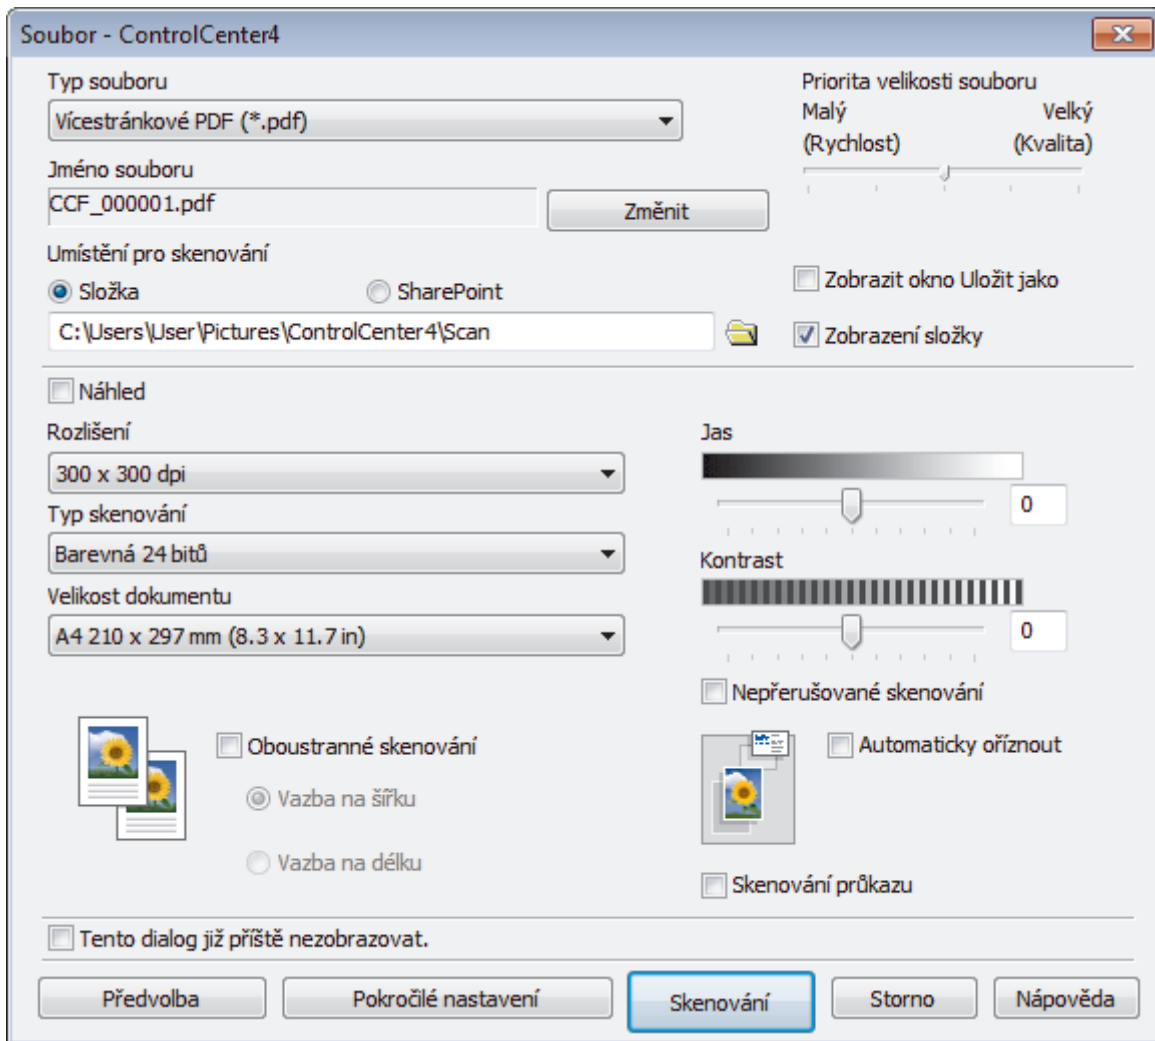 Soubor - ControlCenter4
Typ souboru
Vícestránkové PDF (*.pdf)
Priorita velikosti souboru
Malý Velký
(Rychlost) (Kvalita)
Jméno souboru
CCF_000001.pdf
Změnit
Umístění pro skenování
Složka
SharePoint
Zobrazit okno Uložit jako
C:\Users\User\Pictures\ControlCenter4\Scan
Zobrazení složky
Náhled
Rozlišení
300 x 300 dpi
Typ skenování
Barevná 24 bitů
Velikost dokumentu
A4 210 x 297 mm (8.3 x 11.7 in)
Jas
0
Kontrast
0
Nepřerušované skenování
Oboustranné skenování
Vazba na šířku
Vazba na délku
Automaticky oříznout
Skenování průkazu
Tento dialog již příště nezobrazovat.
Předvolba
Pokročilé nastavení
Skenování
Storno
Nápověda